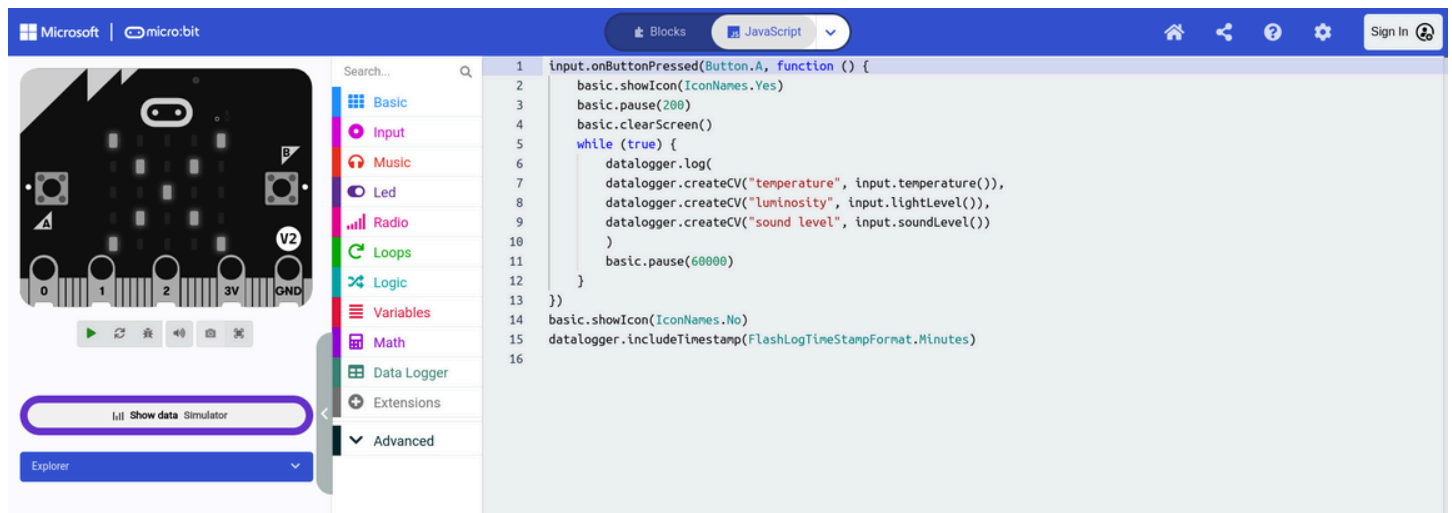 Microsoft | micro:bit
Blocks
JS JavaScript
Sign In
B
A
V2
0 1 2 3V GND
Show data Simulator
Explorer
Search...
Basic
Input
Music
Led
Radio
Loops
Logic
Variables
Math
Data Logger
Extensions
Advanced
1 input.onButtonPressed(Button.A, function () {
2 basic.showIcon(IconNames.Yes)
3 basic.pause(200)
4 basic.clearScreen()
5 while (true) {
6 datalogger.log(
7 datalogger.createCV("temperature", input.temperature()),
8 datalogger.createCV("luminosity", input.lightLevel()),
9 datalogger.createCV("sound level", input.soundLevel())
10 )
11 basic.pause(60000)
12 }
13 })
14 basic.showIcon(IconNames.No)
15 datalogger.includeTimestamp(FlashLogTimeStampFormat.Minutes)
16